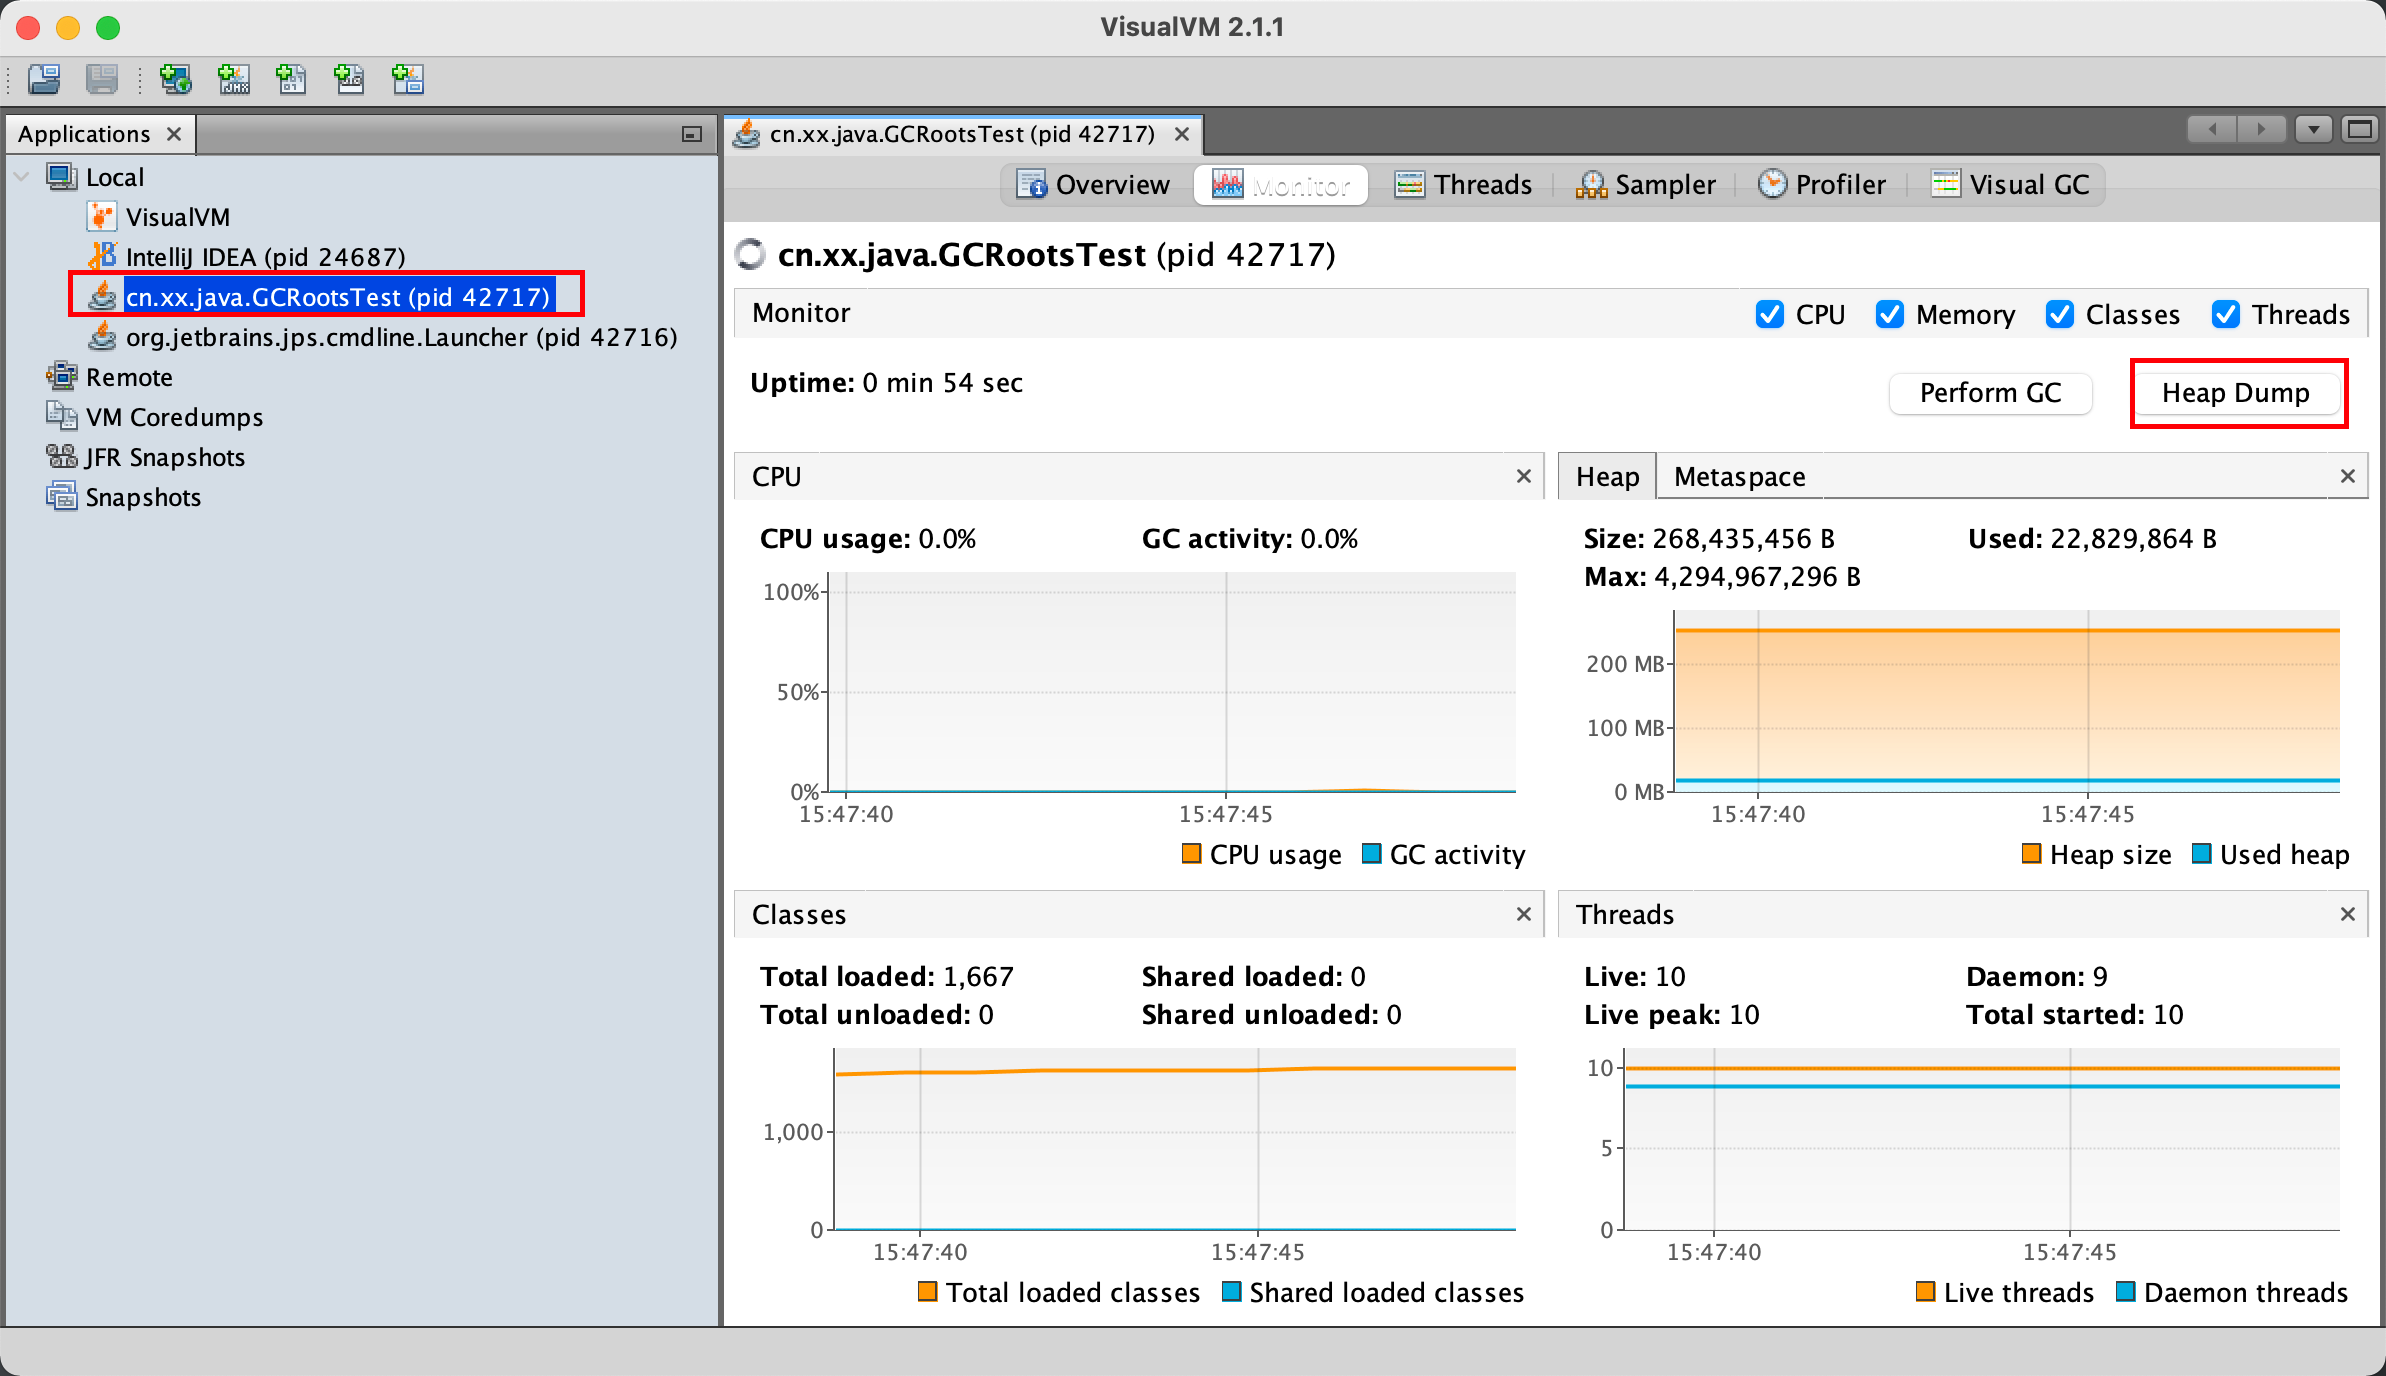 VisualVM 2.1.1
JMX
Applications
Local
VisualVM
IntelliJ IDEA (pid 24687)
cn.xx.java.GCRootsTest (pid 42717)
org.jetbrains.jps.cmdline.Launcher (pid 42716)
Remote
VM Coredumps
JFR Snapshots
Snapshots
cn.xx.java.GCRootsTest (pid 42717)
Overview Monitor Threads Sampler Profiler Visual GC
cn.xx.java.GCRootsTest (pid 42717)
Monitor CPU Memory Classes Threads
Uptime: 0 min 54 sec Perform GC Heap Dump
CPU
CPU usage: 0.0% GC activity: 0.0%
100%
50%
0%
15:47:40 15:47:45
CPU usage GC activity
Heap Metaspace
Size: 268,435,456 B Used: 22,829,864 B
Max: 4,294,967,296 B
200 MB
100 MB
0 MB
15:47:40 15:47:45
Heap size Used heap
Classes
Total loaded: 1,667 Shared loaded: 0
Total unloaded: 0 Shared unloaded: 0
1,000
0
15:47:40 15:47:45
Total loaded classes Shared loaded classes
Threads
Live: 10 Daemon: 9
Live peak: 10 Total started: 10
10
5
0
15:47:40 15:47:45
Live threads Daemon threads